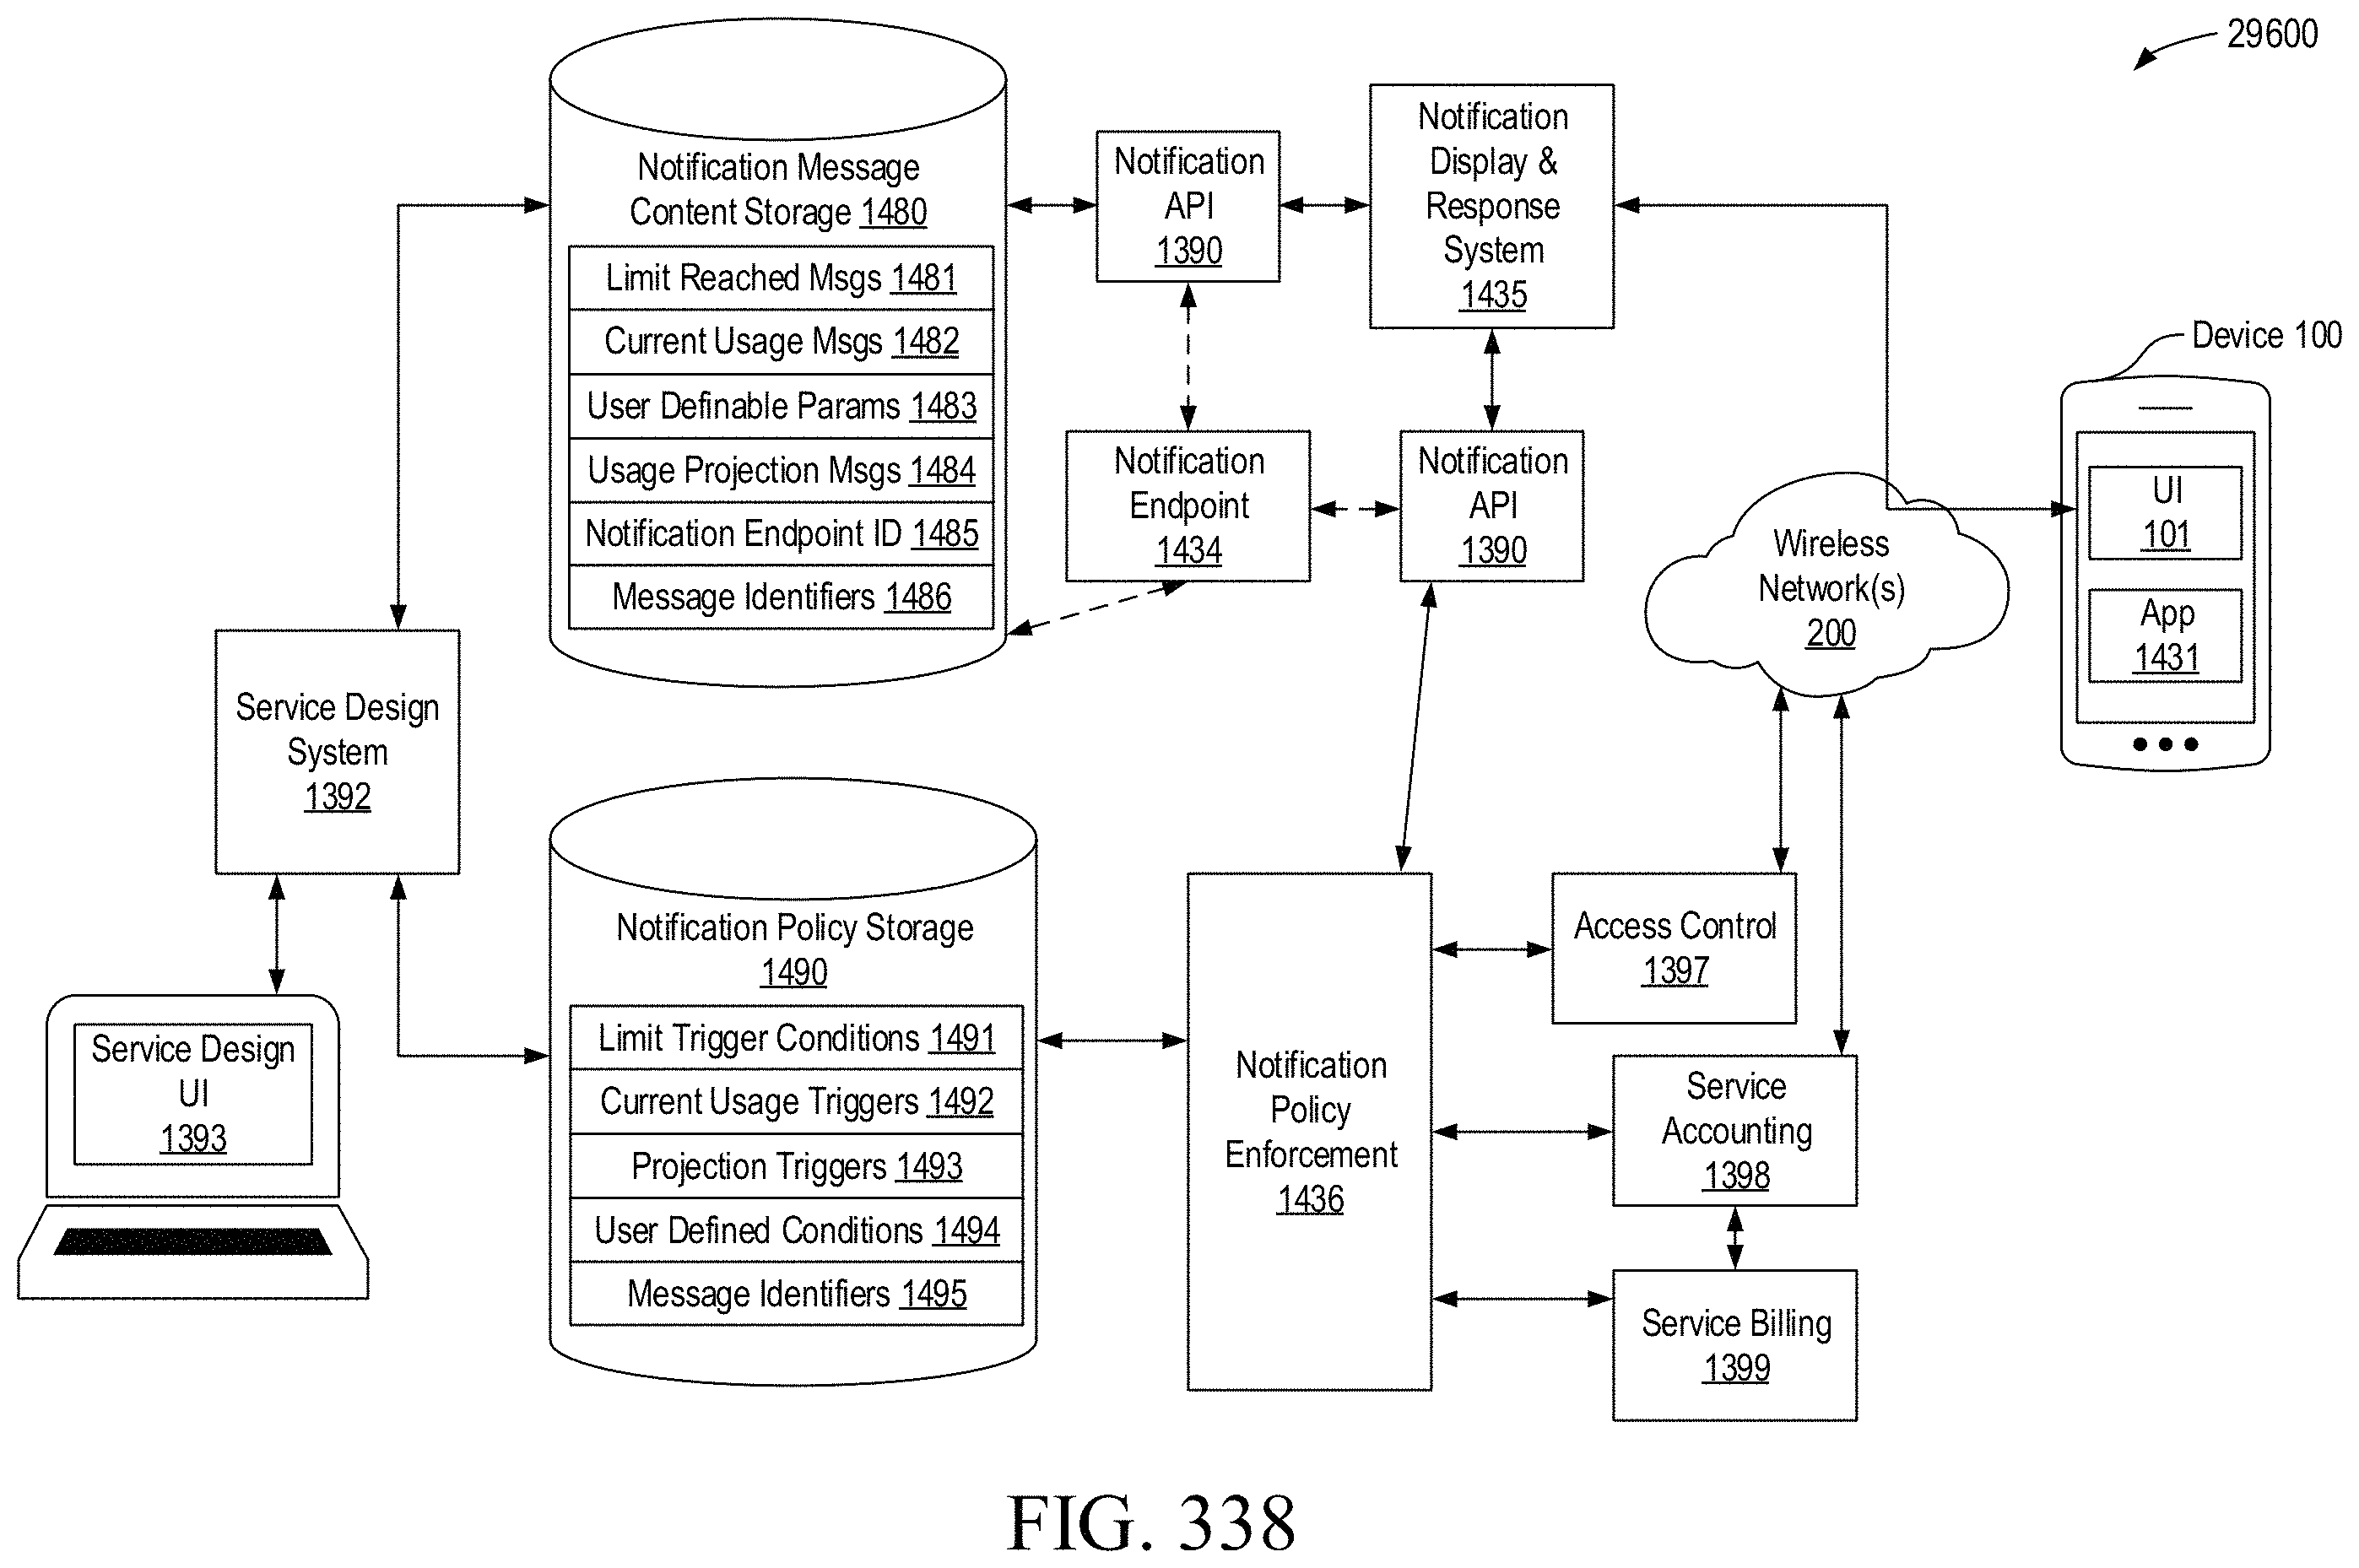 29600
Notification Message
Content Storage 1480
Limit Reached Msgs 1481
Current Usage Msgs 1482
User Definable Params 1483
Usage Projection Msgs 1484
Notification Endpoint ID 1485
Message Identifiers 1486
Notification
API
1390
Notification
Display &
Response
System
1435
Device 100
UI
101
App
1431
Notification
Endpoint
1434
Notification
API
1390
Wireless
Network(s)
200
Service Design
System
1392
Service Design
UI
1393
Notification Policy Storage
1490
Limit Trigger Conditions 1491
Current Usage Triggers 1492
Projection Triggers 1493
User Defined Conditions 1494
Message Identifiers 1495
Notification
Policy
Enforcement
1436
Access Control
1397
Service
Accounting
1398
Service Billing
1399
FIG. 338